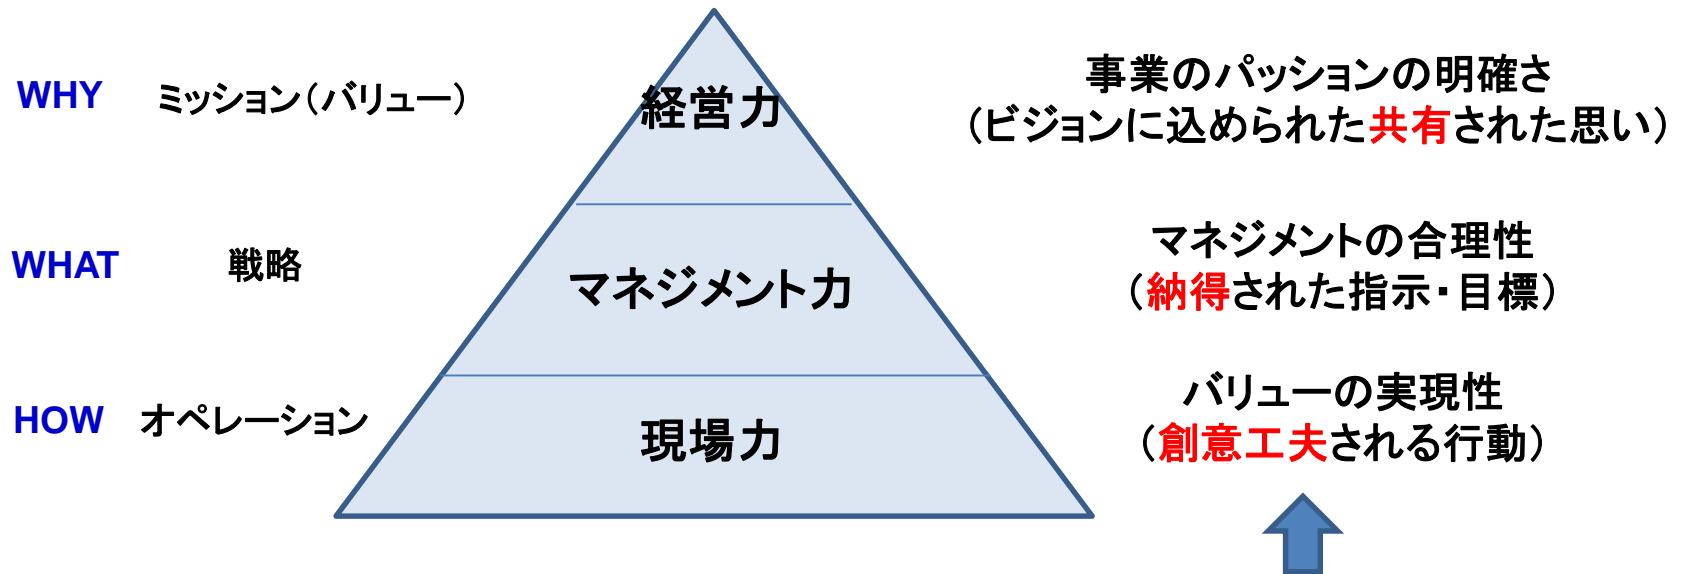 WHY ミッション(バリュー) 経営力 事業のパッションの明確さ
(ビジョンに込められた共有された思い)
WHAT 戦略 マネジメント力 マネジメントの合理性
(納得された指示・目標)
HOW オペレーション 現場力 バリューの実現性
(創意工夫される行動)